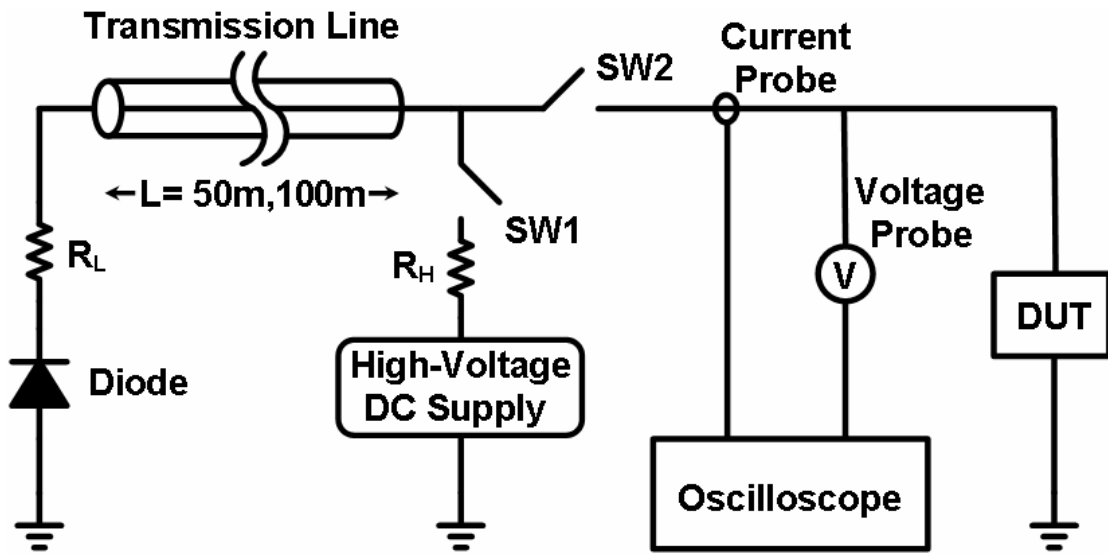 Transmission Line
Current
Probe
SW2
L= 50m,100m
SW1
Voltage
Probe
RL
RH
V
DUT
Diode
High-Voltage
DC Supply
Oscilloscope